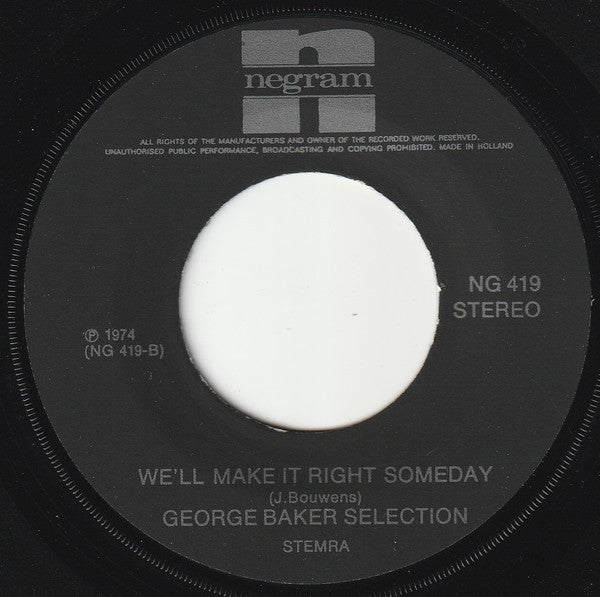 n
negram
ALL RIGHTS OF THE MANUFACTURERS AND OWNER OF THE RECORDED WORK RESERVED.
UNAUTHORISED PUBLIC PERFORMANCE, BROADCASTING AND COPYING PROHIBITED. MADE IN HOLLAND
NG 419
STEREO
℗ 1974
(NG 419-B)
WE'LL MAKE IT RIGHT SOMEDAY
(J.Bouwens)
GEORGE BAKER SELECTION
STEMRA